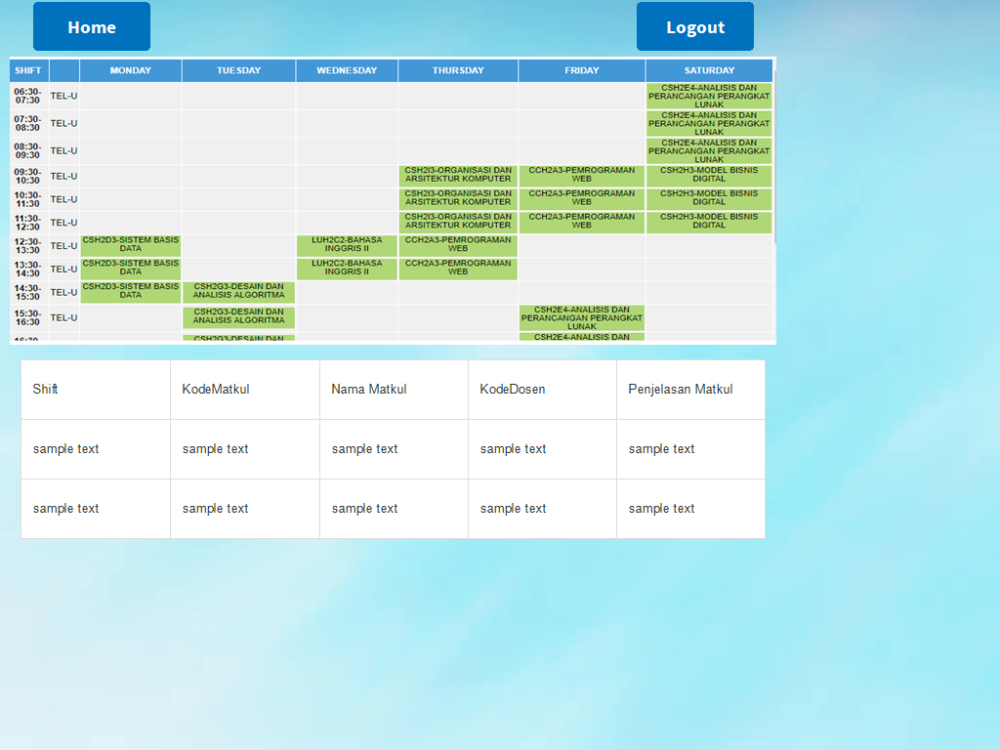 Home Logout
SHIFT MONDAY TUESDAY WEDNESDAY THURSDAY FRIDAY SATURDAY
06:30-07:30 TEL-U CSH2E4-ANALISIS DAN PERANCANGAN PERANGKAT LUNAK
07:30-08:30 TEL-U CSH2E4-ANALISIS DAN PERANCANGAN PERANGKAT LUNAK
08:30-09:30 TEL-U CSH2E4-ANALISIS DAN PERANCANGAN PERANGKAT LUNAK
09:30-10:30 TEL-U CSH2I3-ORGANISASI DAN ARSITEKTUR KOMPUTER CCH2A3-PEMROGRAMAN WEB CSH2H3-MODEL BISNIS DIGITAL
10:30-11:30 TEL-U CSH2I3-ORGANISASI DAN ARSITEKTUR KOMPUTER CCH2A3-PEMROGRAMAN WEB CSH2H3-MODEL BISNIS DIGITAL
11:30-12:30 TEL-U CSH2I3-ORGANISASI DAN ARSITEKTUR KOMPUTER CCH2A3-PEMROGRAMAN WEB CSH2H3-MODEL BISNIS DIGITAL
12:30-13:30 TEL-U CSH2D3-SISTEM BASIS DATA LUH2C2-BAHASA INGGRIS II CCH2A3-PEMROGRAMAN WEB
13:30-14:30 TEL-U CSH2D3-SISTEM BASIS DATA LUH2C2-BAHASA INGGRIS II CCH2A3-PEMROGRAMAN WEB
14:30-15:30 TEL-U CSH2D3-SISTEM BASIS DATA CSH2G3-DESAIN DAN ANALISIS ALGORITMA
15:30-16:30 TEL-U CSH2G3-DESAIN DAN ANALISIS ALGORITMA CSH2E4-ANALISIS DAN PERANCANGAN PERANGKAT LUNAK
CSH2G3-DESAIN DAN CSH2E4-ANALISIS DAN
Shift KodeMatkul Nama Matkul KodeDosen Penjelasan Matkul
sample text sample text sample text sample text sample text
sample text sample text sample text sample text sample text